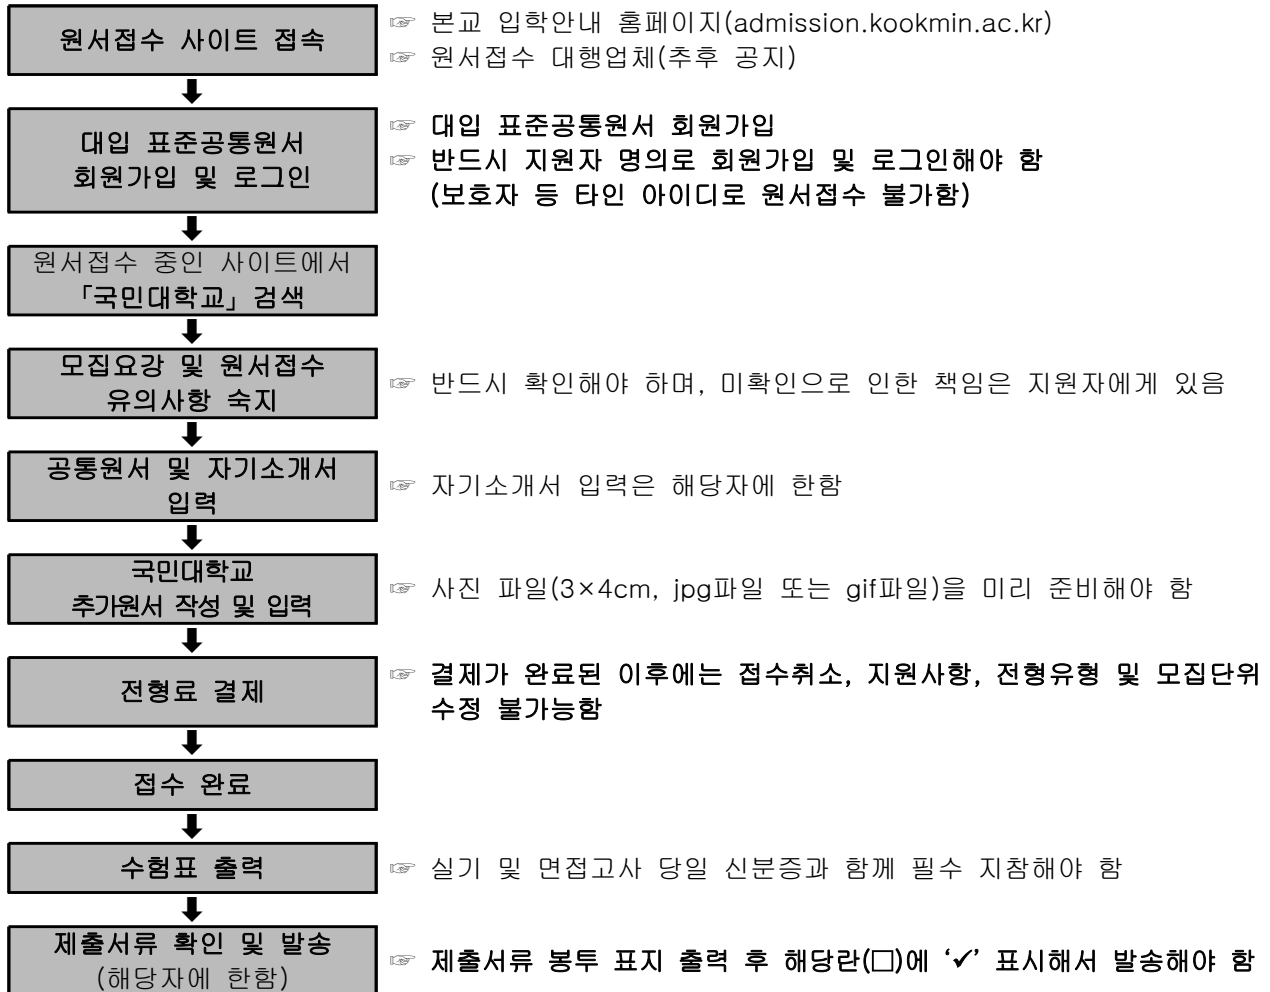 원서접수 사이트 접속
☞ 본교 입학안내 홈페이지(admission.kookmin.ac.kr)
☞ 원서접수 대행업체(추후 공지)
대입 표준공통원서
회원가입 및 로그인
☞ 대입 표준공통원서 회원가입
☞ 반드시 지원자 명의로 회원가입 및 로그인해야 함
(보호자 등 타인 아이디로 원서접수 불가함)
원서접수 중인 사이트에서
「국민대학교」 검색
모집요강 및 원서접수
유의사항 숙지
☞ 반드시 확인해야 하며, 미확인으로 인한 책임은 지원자에게 있음
공통원서 및 자기소개서
입력
☞ 자기소개서 입력은 해당자에 한함
국민대학교
추가원서 작성 및 입력
☞ 사진 파일(3×4cm, jpg파일 또는 gif파일)을 미리 준비해야 함
전형료 결제
☞ 결제가 완료된 이후에는 접수취소, 지원사항, 전형유형 및 모집단위
수정 불가능함
접수 완료
수험표 출력
☞ 실기 및 면접고사 당일 신분증과 함께 필수 지참해야 함
제출서류 확인 및 발송
(해당자에 한함)
☞ 제출서류 봉투 표지 출력 후 해당란(□)에 ‘✓’ 표시해서 발송해야 함